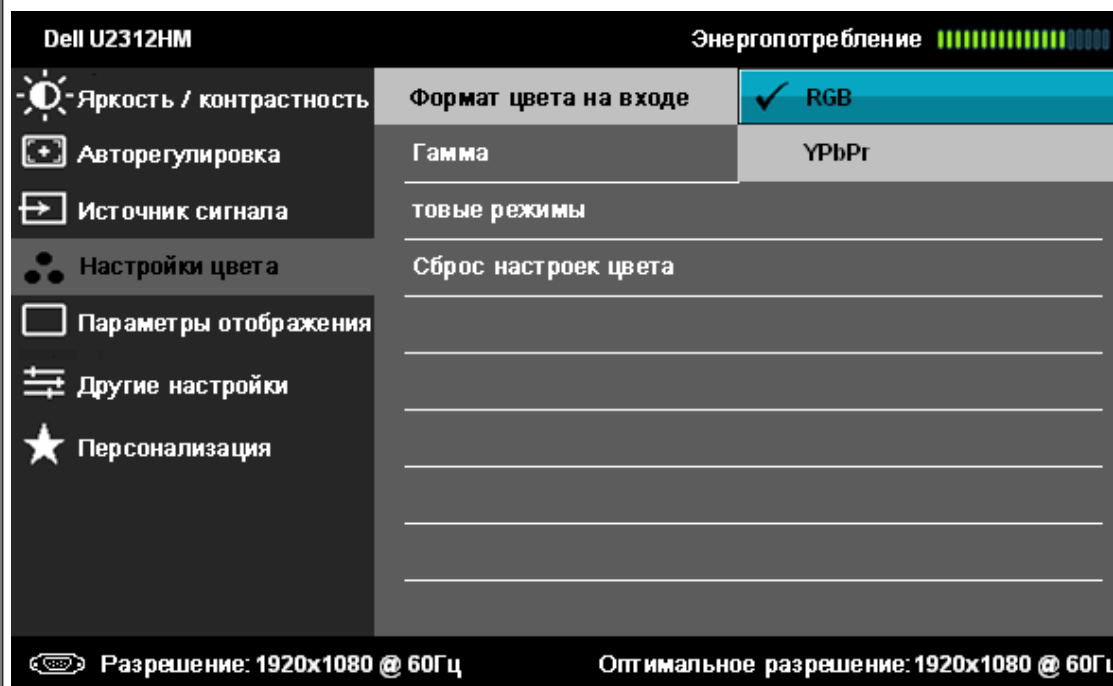 Dell U2312HM Энергопотребление
Яркость / контрастность Формат цвета на входе RGB
Авторегулировка Гамма YPbPr
Источник сигнала товые режимы
Настройки цвета Сброс настроек цвета
Параметры отображения
Другие настройки
Персонализация
Разрешение: 1920x1080 @ 60Гц Оптимальное разрешение: 1920x1080 @ 60Гц